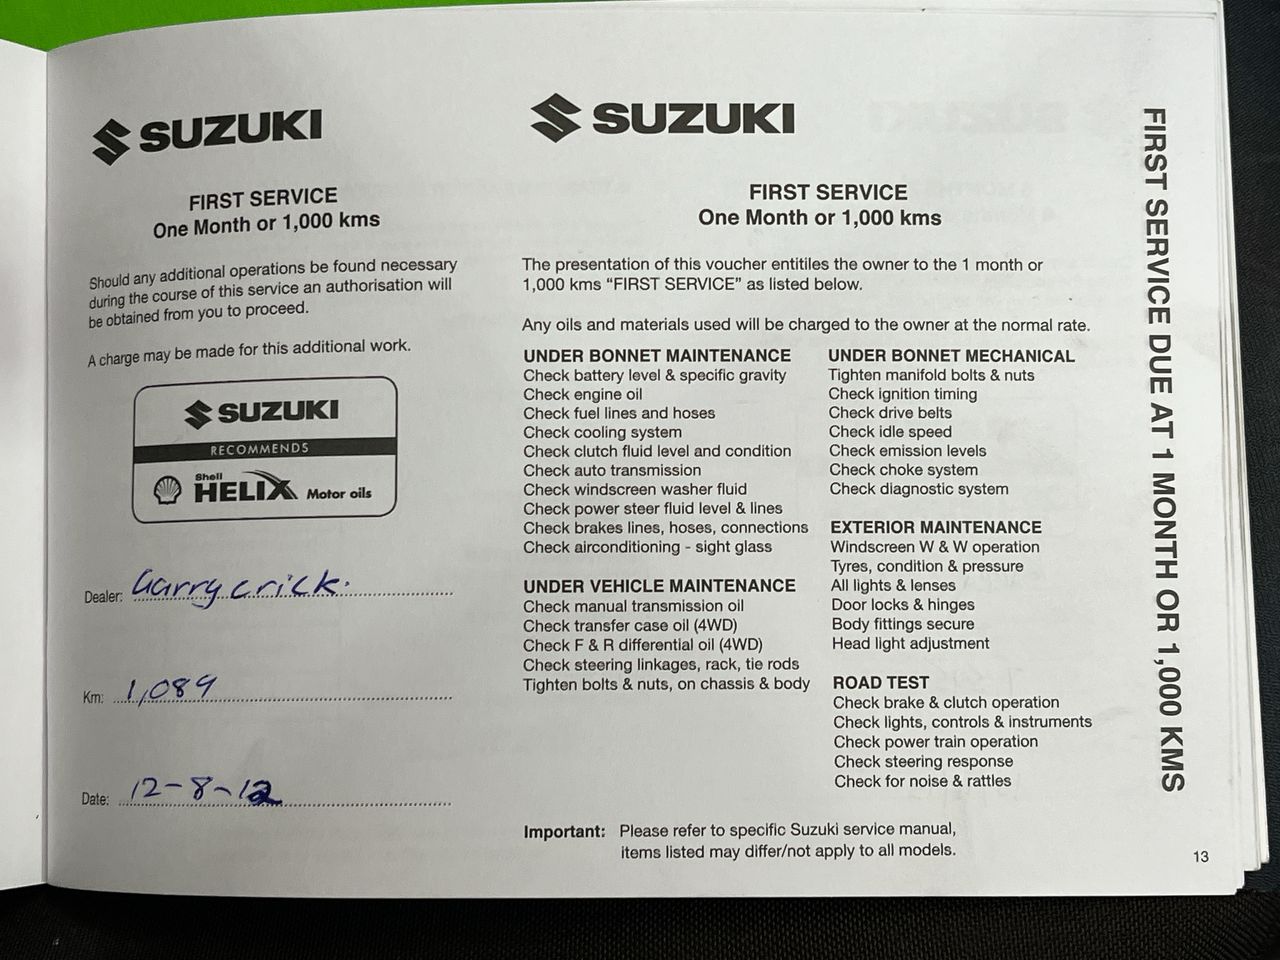 SUZUKI
FIRST SERVICE
One Month or 1,000 kms
Should any additional operations be found necessary
during the course of this service an authorisation will
be obtained from you to proceed.
A charge may be made for this additional work.
SUZUKI
RECOMMENDS
Shell
HELIX Motor oils
Dealer: Garry crick.
Km: 1,089
Date: 12-8-12
SUZUKI
FIRST SERVICE
One Month or 1,000 kms
The presentation of this voucher entitiles the owner to the 1 month or
1,000 kms “FIRST SERVICE” as listed below.
Any oils and materials used will be charged to the owner at the normal rate.
UNDER BONNET MAINTENANCE
Check battery level & specific gravity
Check engine oil
Check fuel lines and hoses
Check cooling system
Check clutch fluid level and condition
Check auto transmission
Check windscreen washer fluid
Check power steer fluid level & lines
Check brakes lines, hoses, connections
Check airconditioning - sight glass
UNDER VEHICLE MAINTENANCE
Check manual transmission oil
Check transfer case oil (4WD)
Check F & R differential oil (4WD)
Check steering linkages, rack, tie rods
Tighten bolts & nuts, on chassis & body
UNDER BONNET MECHANICAL
Tighten manifold bolts & nuts
Check ignition timing
Check drive belts
Check idle speed
Check emission levels
Check choke system
Check diagnostic system
EXTERIOR MAINTENANCE
Windscreen W & W operation
Tyres, condition & pressure
All lights & lenses
Door locks & hinges
Body fittings secure
Head light adjustment
ROAD TEST
Check brake & clutch operation
Check lights, controls & instruments
Check power train operation
Check steering response
Check for noise & rattles
Important: Please refer to specific Suzuki service manual,
items listed may differ/not apply to all models.
FIRST SERVICE DUE AT 1 MONTH OR 1,000 KMS
13